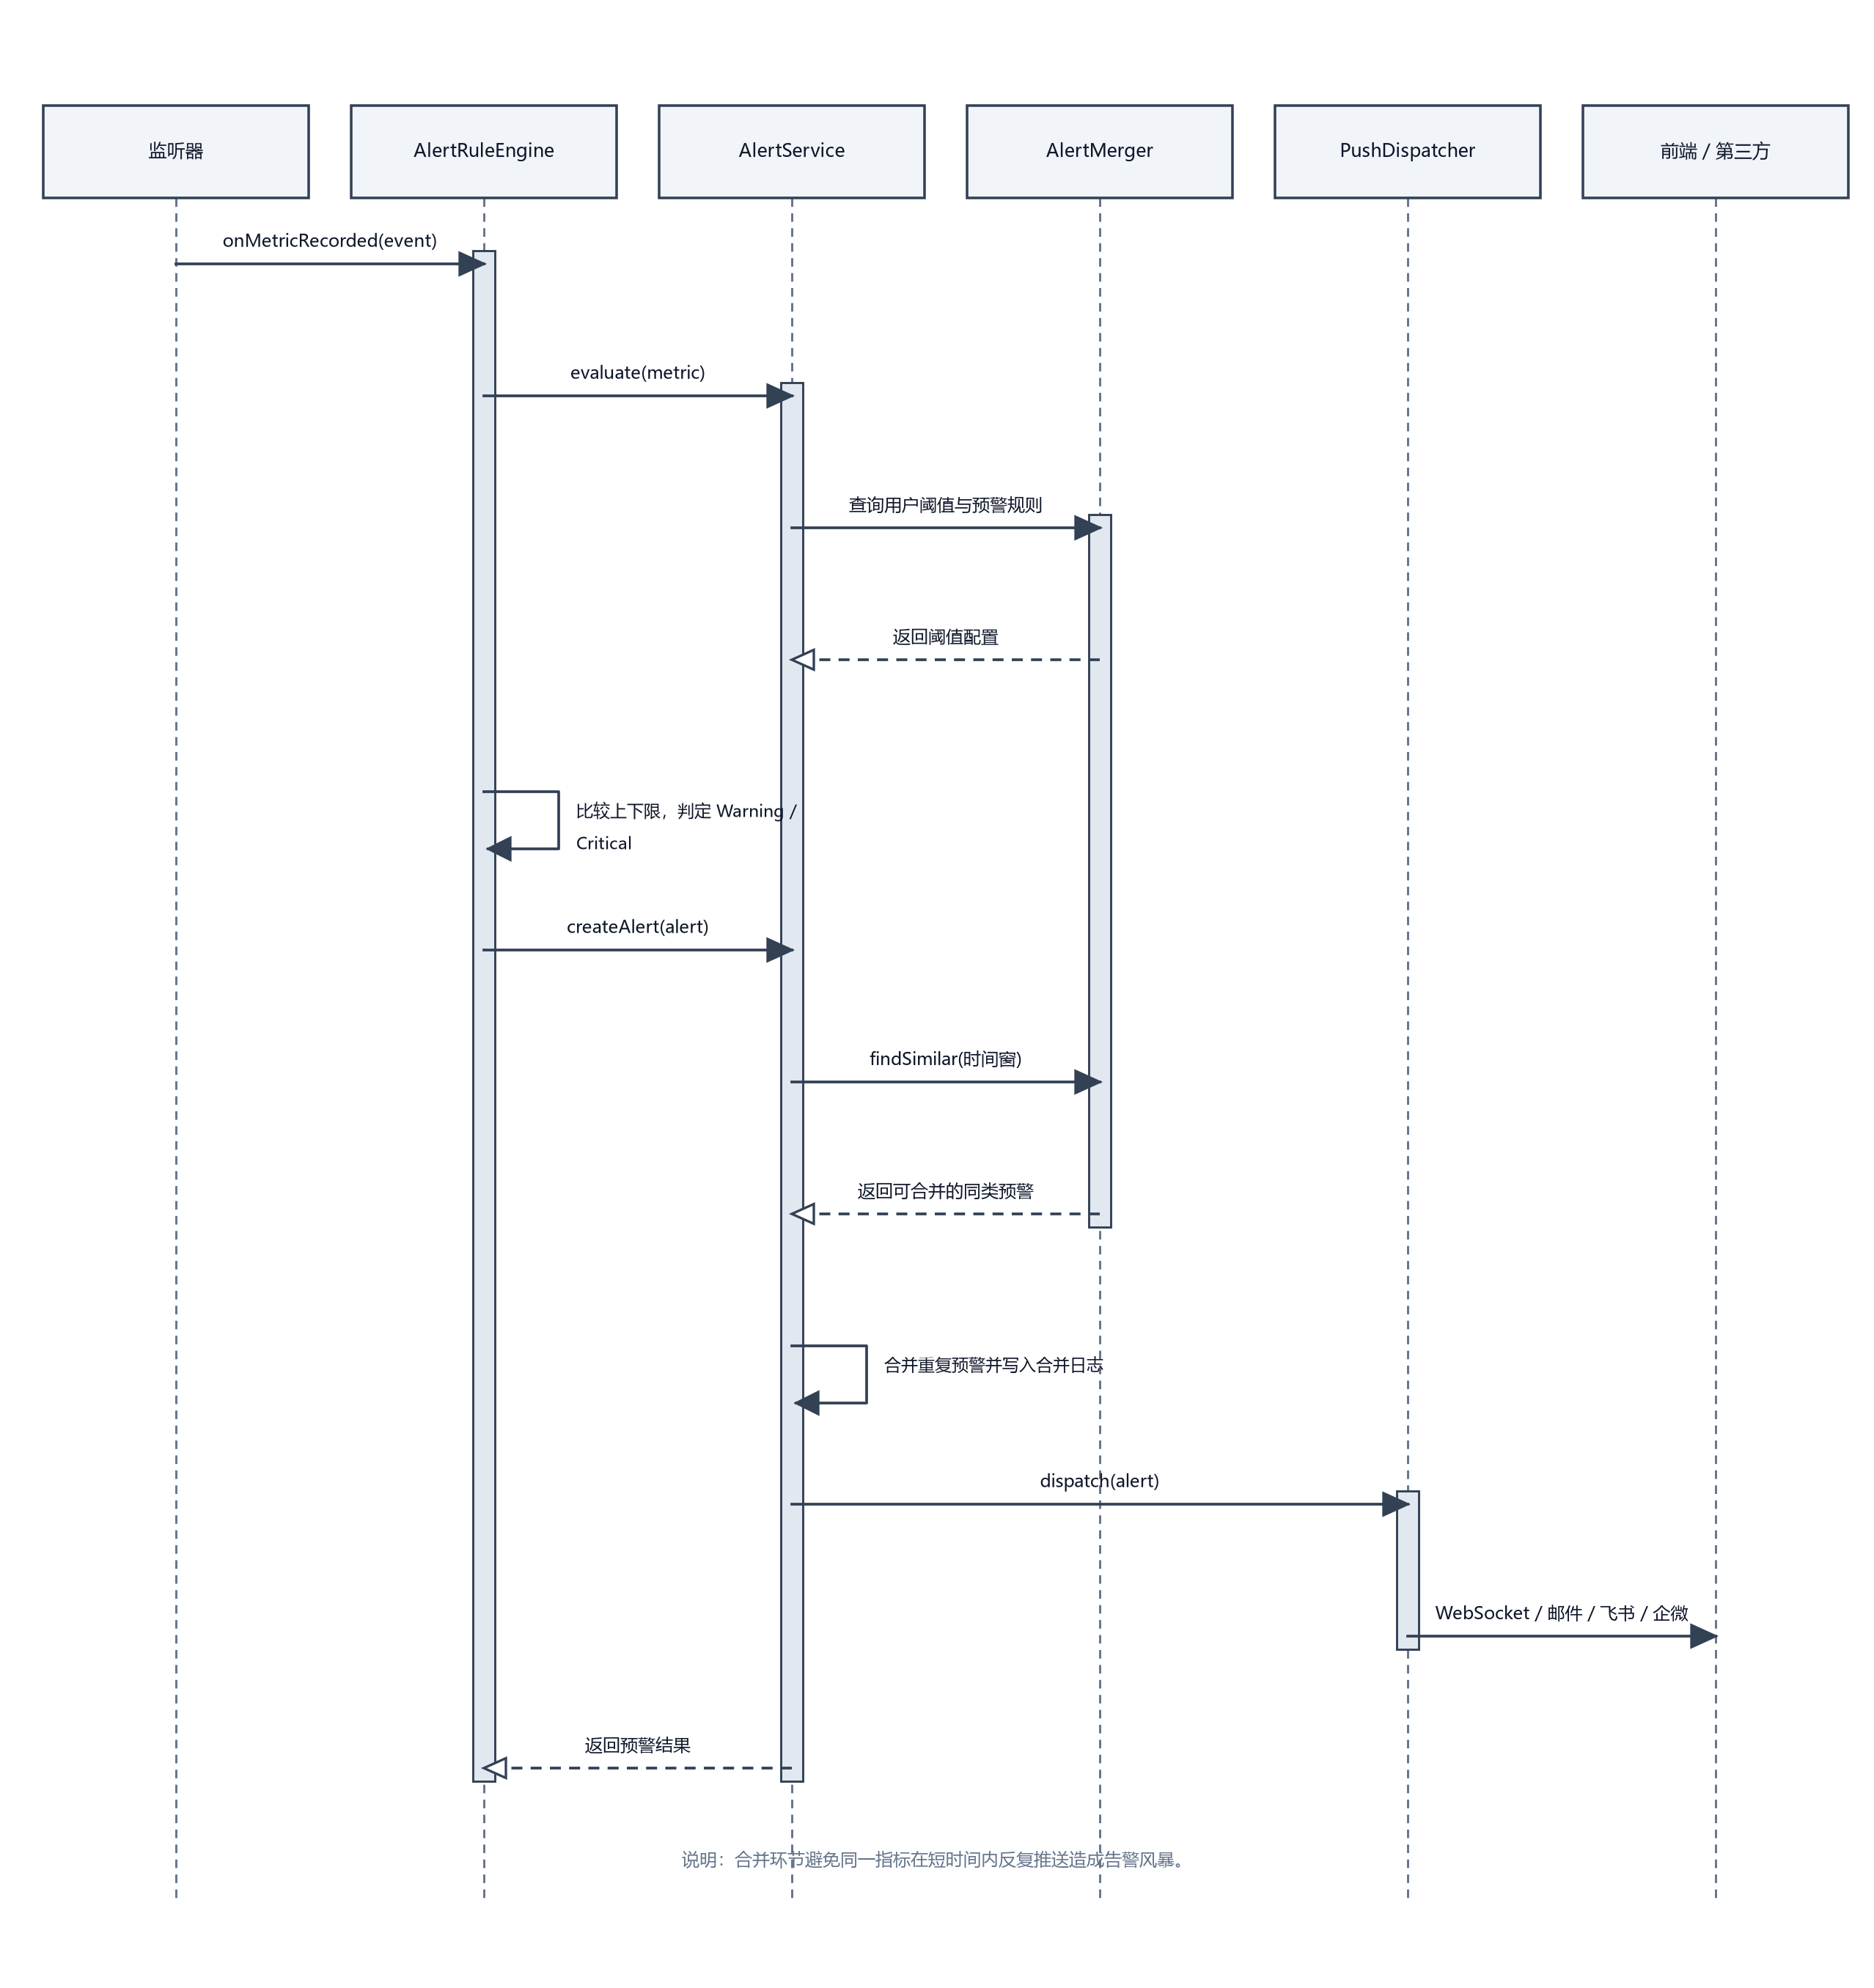 监听器
AlertRuleEngine
AlertService
AlertMerger
PushDispatcher
前端 / 第三方
onMetricRecorded(event)
evaluate(metric)
查询用户阈值与预警规则
返回阈值配置
比较上下限，判定 Warning /
Critical
createAlert(alert)
findSimilar(时间窗)
返回可合并的同类预警
合并重复预警并写入合并日志
dispatch(alert)
WebSocket / 邮件 / 飞书 / 企微
返回预警结果
说明：合并环节避免同一指标在短时间内反复推送造成告警风暴。